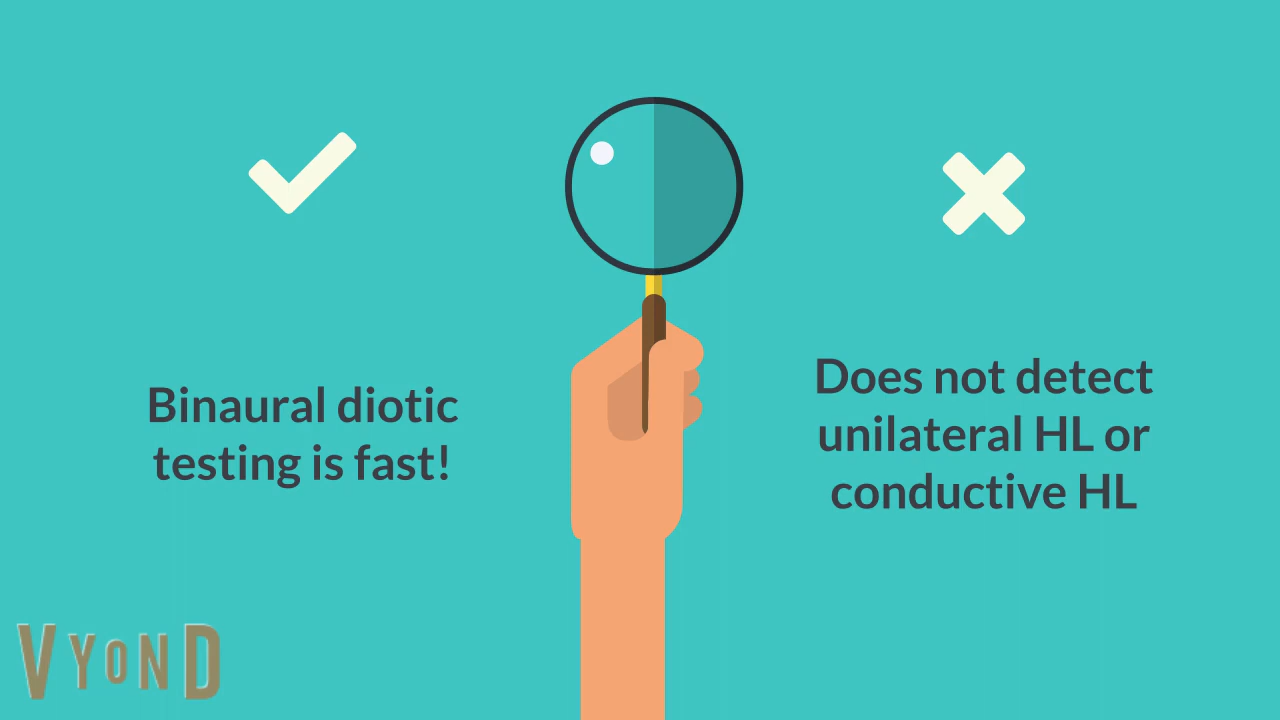 Binaural diotic
testing is fast!
Does not detect
unilateral HL or
conductive HL
VYOND